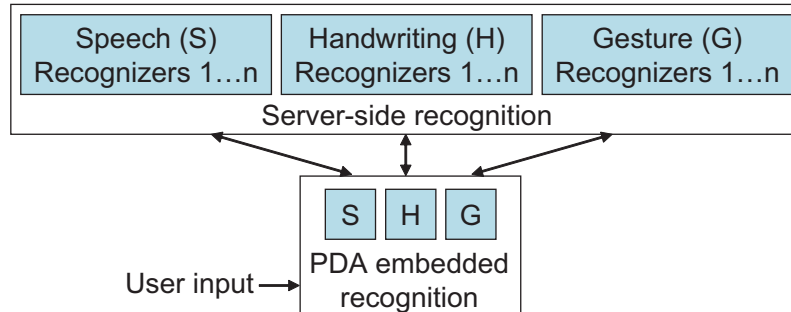 Speech (S)
Recognizers 1...n
Handwriting (H)
Recognizers 1...n
Gesture (G)
Recognizers 1...n
Server-side recognition
S
H
G
PDA embedded
recognition
User input